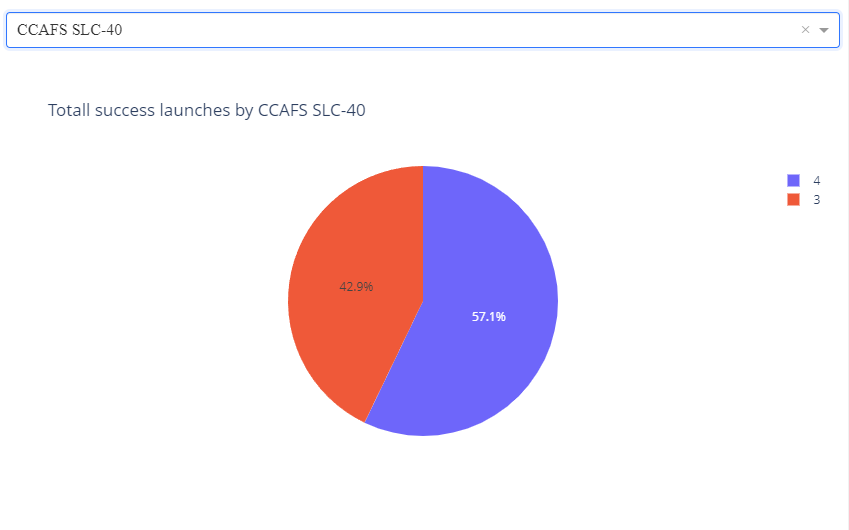 CCAFS SLC-40 ×
Totall success launches by CCAFS SLC-40
4
3
42.9%
57.1%